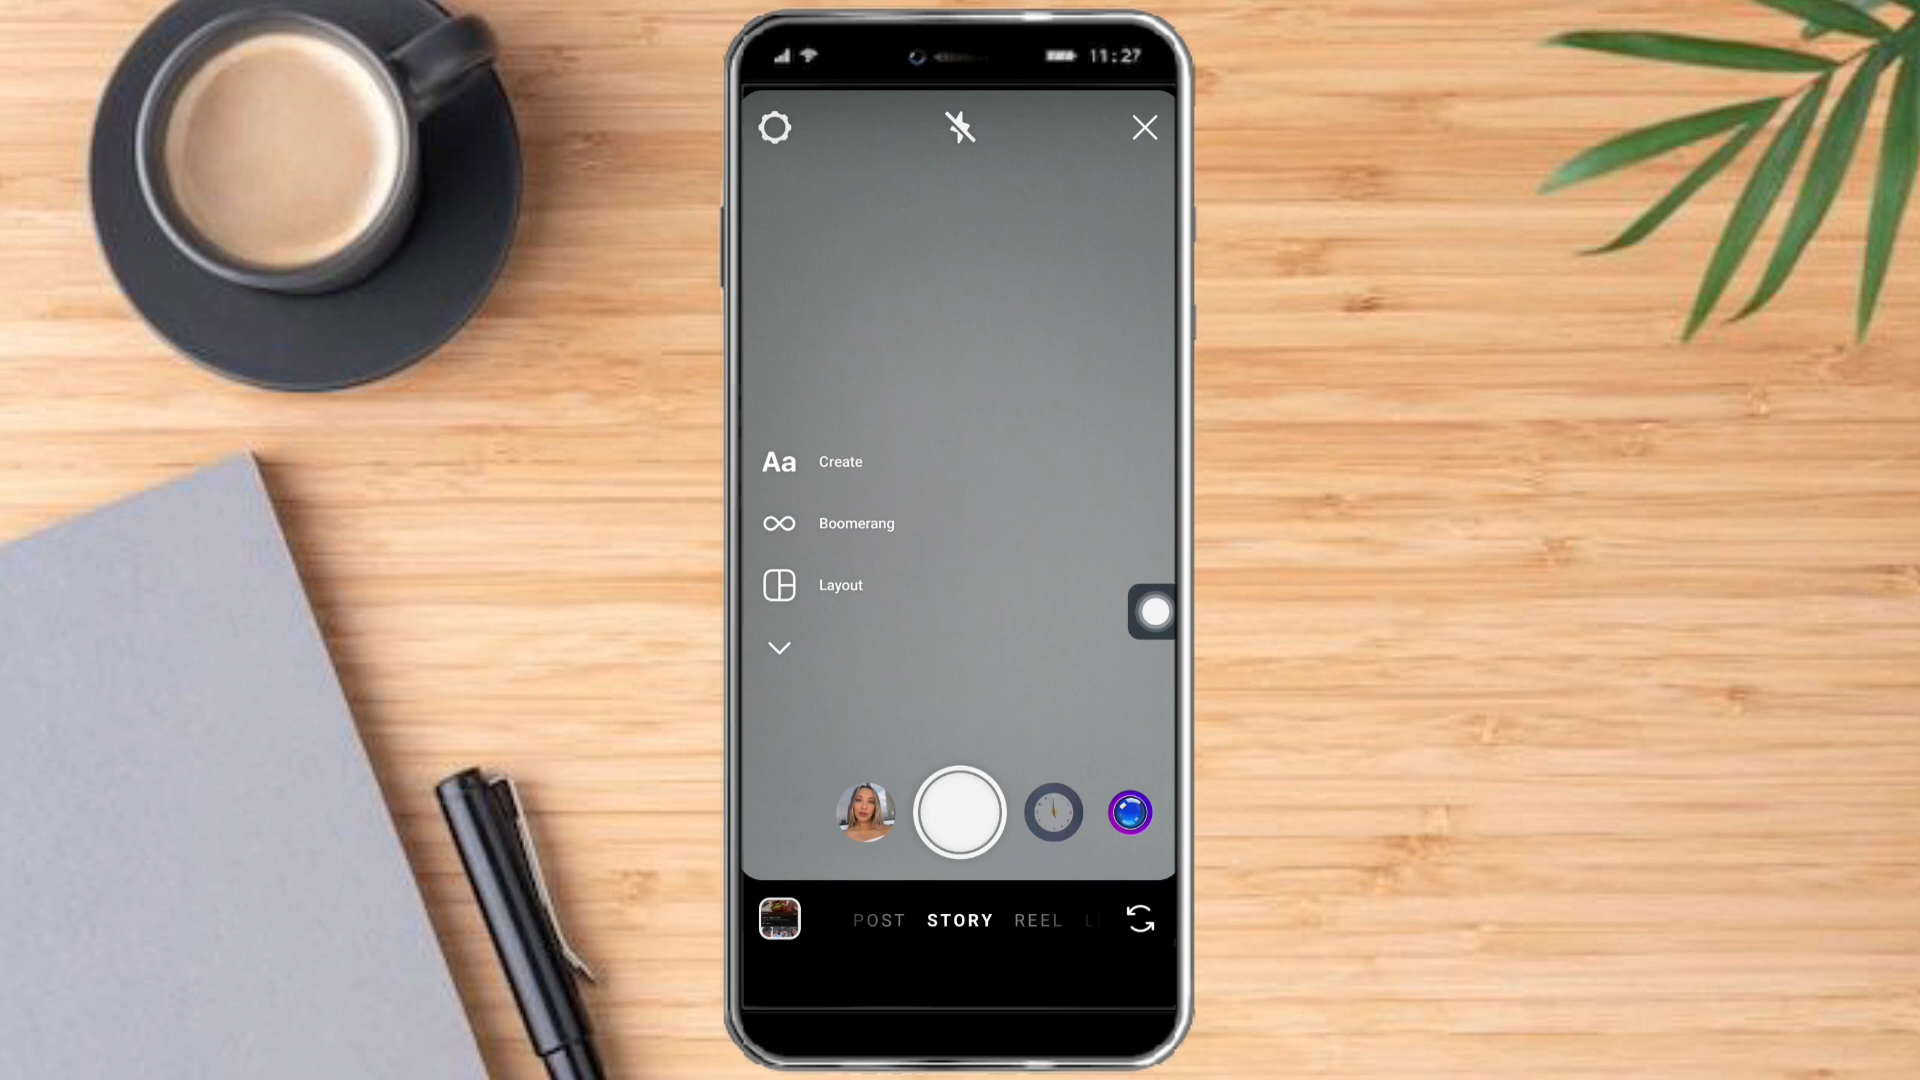 11:27
Aa Create
Boomerang
Layout
POST STORY REEL